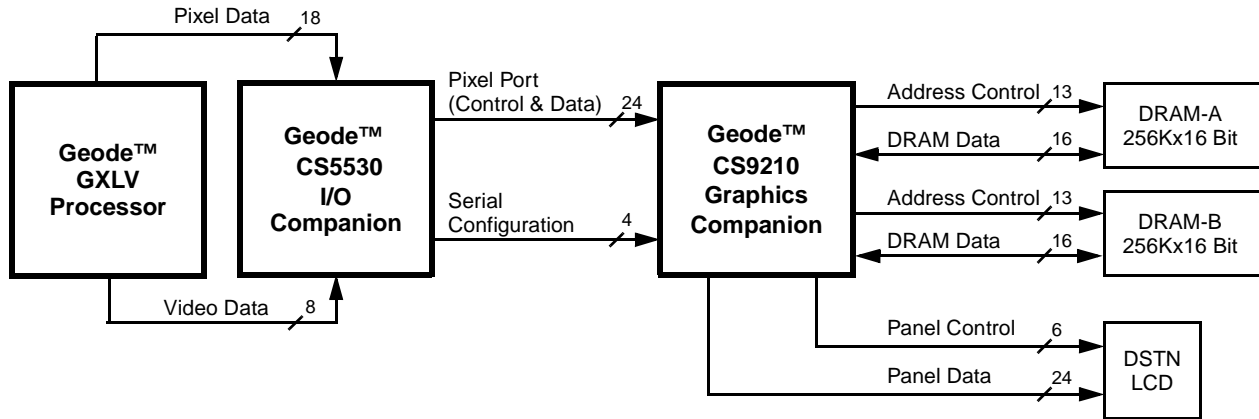 Pixel Data
18
Geode™
GXLV
Processor
Video Data
8
Geode™
CS5530
I/O
Companion
Pixel Port
(Control & Data)
24
Serial
Configuration
4
Geode™
CS9210
Graphics
Companion
Address Control
13
DRAM Data
16
DRAM-A
256Kx16 Bit
Address Control
13
DRAM Data
16
DRAM-B
256Kx16 Bit
Panel Control
6
Panel Data
24
DSTN
LCD